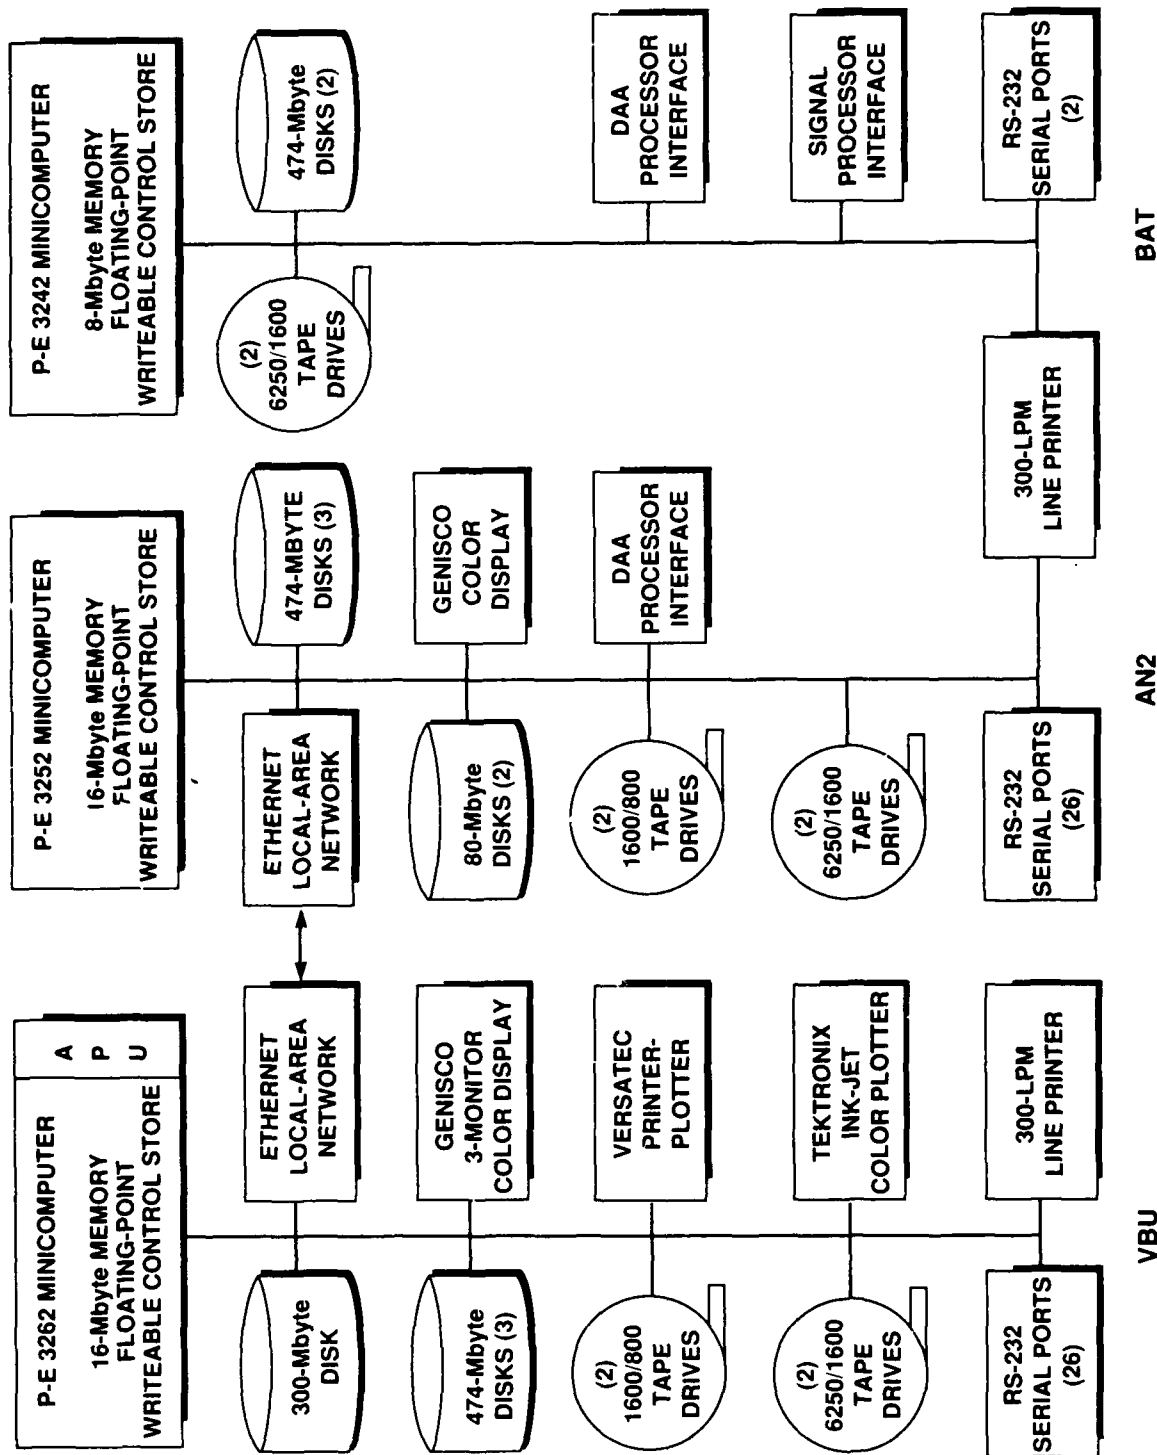 P-E 3262 MINICOMPUTER
16-Mbyte MEMORY
FLOATING-POINT
WRITEABLE CONTROL STORE
A
P
U
300-Mbyte
DISK
ETHERNET
LOCAL-AREA
NETWORK
474-Mbyte
DISKS (3)
GENISCO
3-MONITOR
COLOR DISPLAY
(2)
1600/800
TAPE
DRIVES
VERSATEC
PRINTER-
PLOTTER
(2)
6250/1600
TAPE
DRIVES
TEKTRONIX
INK-JET
COLOR PLOTTER
RS-232
SERIAL PORTS
(26)
300-LPM
LINE PRINTER
VBU
P-E 3252 MINICOMPUTER
16-Mbyte MEMORY
FLOATING-POINT
WRITEABLE CONTROL STORE
ETHERNET
LOCAL-AREA
NETWORK
474-MBYTE
DISKS (3)
80-Mbyte
DISKS (2)
GENISCO
COLOR
DISPLAY
(2)
1600/800
TAPE
DRIVES
DAA
PROCESSOR
INTERFACE
(2)
6250/1600
TAPE
DRIVES
RS-232
SERIAL PORTS
(26)
300-LPM
LINE PRINTER
AN2
P-E 3242 MINICOMPUTER
8-Mbyte MEMORY
FLOATING-POINT
WRITEABLE CONTROL STORE
(2)
6250/1600
TAPE
DRIVES
474-Mbyte
DISKS (2)
DAA
PROCESSOR
INTERFACE
SIGNAL
PROCESSOR
INTERFACE
RS-232
SERIAL PORTS
(2)
BAT